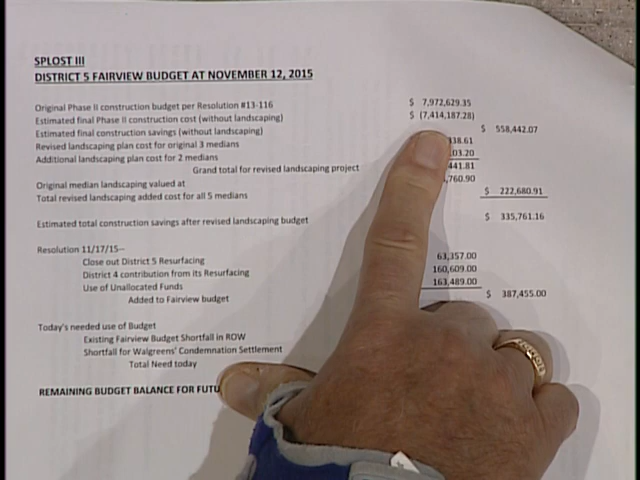 SPLOST III
DISTRICT 5 FAIRVIEW BUDGET AT NOVEMBER 12, 2015
Original Phase II construction budget per Resolution #13-116 $ 7,972,629.35
Estimated final Phase II construction cost (without landscaping) $ (7,414,187.28)
Estimated final construction savings (without landscaping) $ 558,442.07
Revised landscaping plan cost for original 3 medians 38.61
Additional landscaping plan cost for 2 medians 03.20
Grand total for revised landscaping project 441.81
Original median landscaping valued at ,760.90
Total revised landscaping added cost for all 5 medians $ 222,680.91
Estimated total construction savings after revised landscaping budget $ 335,761.16
Resolution 11/17/15--
Close out District 5 Resurfacing 63,357.00
District 4 contribution from its Resurfacing 160,609.00
Use of Unallocated Funds 163,489.00
Added to Fairview budget $ 387,455.00
Today's needed use of Budget
Existing Fairview Budget Shortfall in ROW
Shortfall for Walgreens' Condemnation Settlement
Total Need today
REMAINING BUDGET BALANCE FOR FUTU